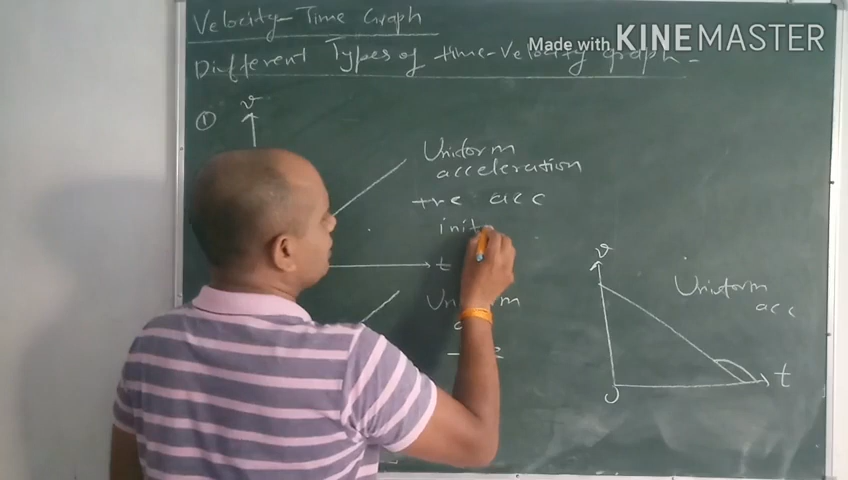 Velocity-Time Graph
Made with KINEMASTER
Different Types of time-velocity graph -
① v
Uniform
acceleration
+ve acc
init
t
v
Uniform
acc
t
O